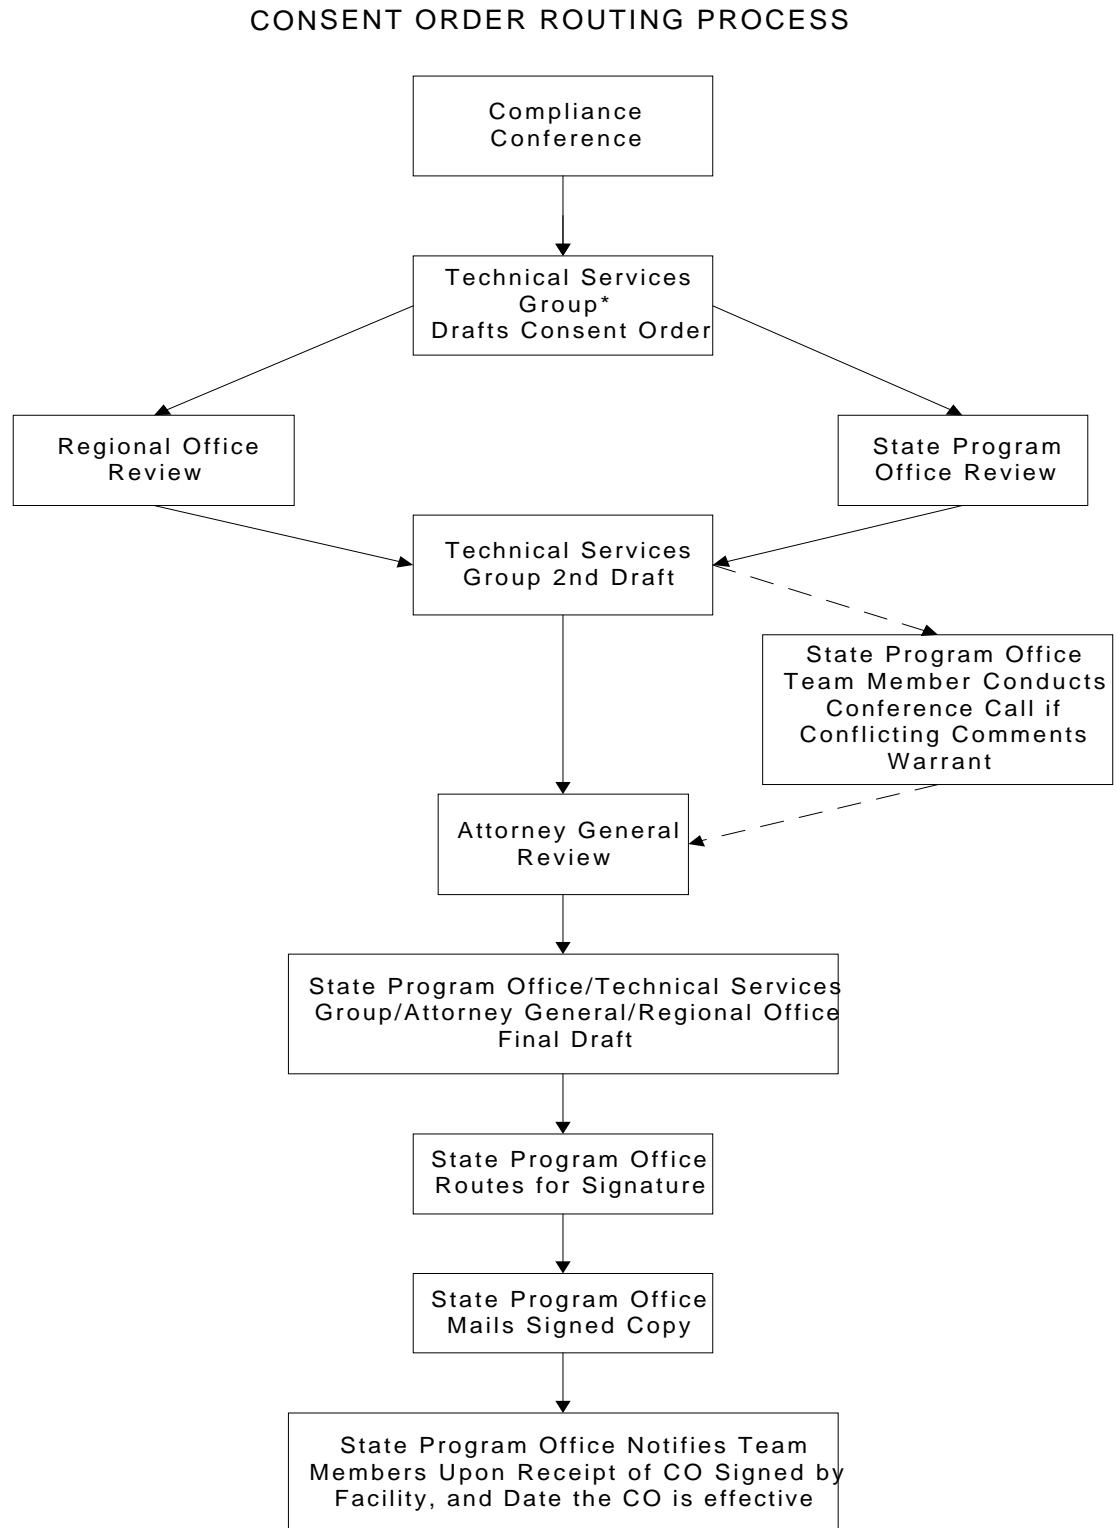 CONSENT ORDER ROUTING PROCESS
Compliance
Conference
Technical Services
Group*
Drafts Consent Order
Regional Office
Review
State Program
Office Review
Technical Services
Group 2nd Draft
State Program Office
Team Member Conducts
Conference Call if
Conflicting Comments
Warrant
Attorney General
Review
State Program Office/Technical Services
Group/Attorney General/Regional Office
Final Draft
State Program Office
Routes for Signature
State Program Office
Mails Signed Copy
State Program Office Notifies Team
Members Upon Receipt of CO Signed by
Facility, and Date the CO is effective